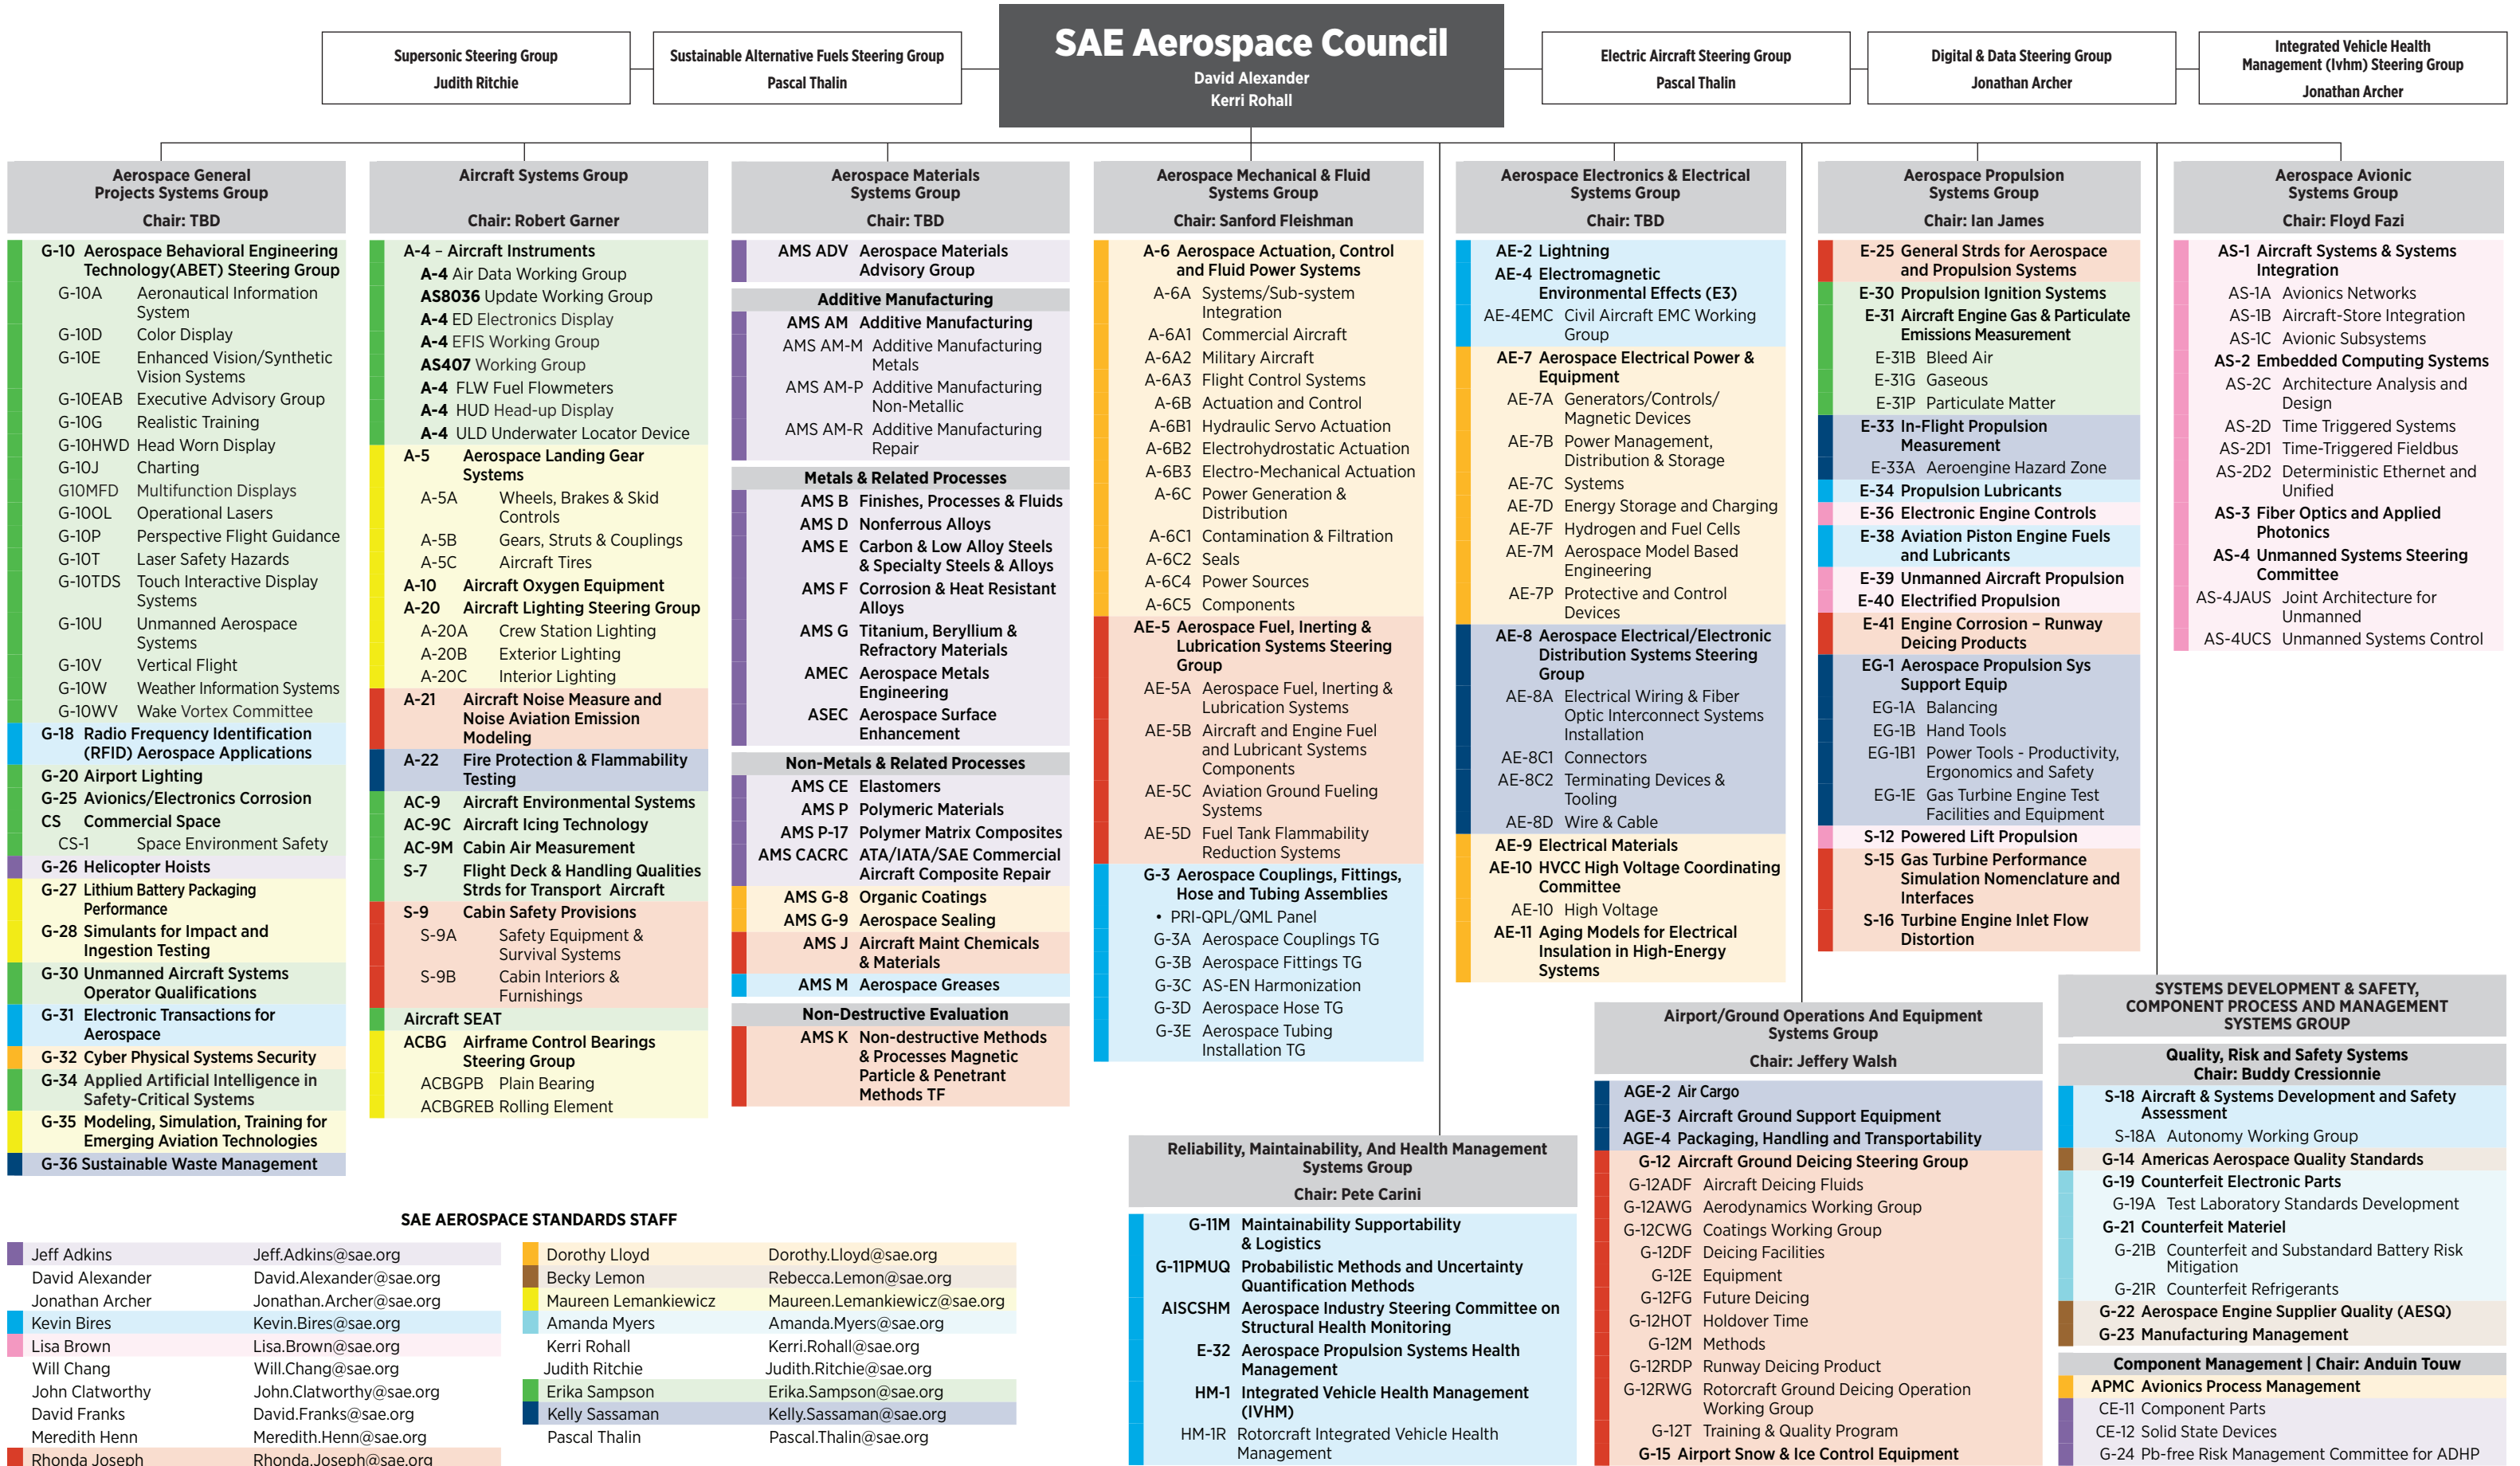 SAE Aerospace Council
David Alexander
Kerri Rohall
Supersonic Steering Group
Judith Ritchie
Sustainable Alternative Fuels Steering Group
Pascal Thalin
Electric Aircraft Steering Group
Pascal Thalin
Digital & Data Steering Group
Jonathan Archer
Integrated Vehicle Health
Management (Ivhm) Steering Group
Jonathan Archer
Aerospace General
Projects Systems Group
Chair: TBD
G-10 Aerospace Behavioral Engineering
Technology(ABET) Steering Group
G-10A Aeronautical Information
System
G-10D Color Display
G-10E Enhanced Vision/Synthetic
Vision Systems
G-10EAB Executive Advisory Group
G-10G Realistic Training
G-10HWD Head Worn Display
G-10J Charting
G10MFD Multifunction Displays
G-10OL Operational Lasers
G-10P Perspective Flight Guidance
G-10T Laser Safety Hazards
G-10TDS Touch Interactive Display
Systems
G-10U Unmanned Aerospace
Systems
G-10V Vertical Flight
G-10W Weather Information Systems
G-10WV Wake Vortex Committee
G-18 Radio Frequency Identification
(RFID) Aerospace Applications
G-20 Airport Lighting
G-25 Avionics/Electronics Corrosion
CS Commercial Space
CS-1 Space Environment Safety
G-26 Helicopter Hoists
G-27 Lithium Battery Packaging
Performance
G-28 Simulants for Impact and
Ingestion Testing
G-30 Unmanned Aircraft Systems
Operator Qualifications
G-31 Electronic Transactions for
Aerospace
G-32 Cyber Physical Systems Security
G-34 Applied Artificial Intelligence in
Safety-Critical Systems
G-35 Modeling, Simulation, Training for
Emerging Aviation Technologies
G-36 Sustainable Waste Management
Aircraft Systems Group
Chair: Robert Garner
A-4 – Aircraft Instruments
A-4 Air Data Working Group
AS8036 Update Working Group
A-4 ED Electronics Display
A-4 EFIS Working Group
AS407 Working Group
A-4 FLW Fuel Flowmeters
A-4 HUD Head-up Display
A-4 ULD Underwater Locator Device
A-5 Aerospace Landing Gear
Systems
A-5A Wheels, Brakes & Skid
Controls
A-5B Gears, Struts & Couplings
A-5C Aircraft Tires
A-10 Aircraft Oxygen Equipment
A-20 Aircraft Lighting Steering Group
A-20A Crew Station Lighting
A-20B Exterior Lighting
A-20C Interior Lighting
A-21 Aircraft Noise Measure and
Noise Aviation Emission
Modeling
A-22 Fire Protection & Flammability
Testing
AC-9 Aircraft Environmental Systems
AC-9C Aircraft Icing Technology
AC-9M Cabin Air Measurement
S-7 Flight Deck & Handling Qualities
Strds for Transport Aircraft
S-9 Cabin Safety Provisions
S-9A Safety Equipment &
Survival Systems
S-9B Cabin Interiors &
Furnishings
Aircraft SEAT
ACBG Airframe Control Bearings
Steering Group
ACBGPB Plain Bearing
ACBGREB Rolling Element
Aerospace Materials
Systems Group
Chair: TBD
AMS ADV Aerospace Materials
Advisory Group
Additive Manufacturing
AMS AM Additive Manufacturing
AMS AM-M Additive Manufacturing
Metals
AMS AM-P Additive Manufacturing
Non-Metallic
AMS AM-R Additive Manufacturing
Repair
Metals & Related Processes
AMS B Finishes, Processes & Fluids
AMS D Nonferrous Alloys
AMS E Carbon & Low Alloy Steels
& Specialty Steels & Alloys
AMS F Corrosion & Heat Resistant
Alloys
AMS G Titanium, Beryllium &
Refractory Materials
AMEC Aerospace Metals
Engineering
ASEC Aerospace Surface
Enhancement
Non-Metals & Related Processes
AMS CE Elastomers
AMS P Polymeric Materials
AMS P-17 Polymer Matrix Composites
AMS CACRC ATA/IATA/SAE Commercial
Aircraft Composite Repair
AMS G-8 Organic Coatings
AMS G-9 Aerospace Sealing
AMS J Aircraft Maint Chemicals
& Materials
AMS M Aerospace Greases
Non-Destructive Evaluation
AMS K Non-destructive Methods
& Processes Magnetic
Particle & Penetrant
Methods TF
Aerospace Mechanical & Fluid
Systems Group
Chair: Sanford Fleishman
A-6 Aerospace Actuation, Control
and Fluid Power Systems
A-6A Systems/Sub-system
Integration
A-6A1 Commercial Aircraft
A-6A2 Military Aircraft
A-6A3 Flight Control Systems
A-6B Actuation and Control
A-6B1 Hydraulic Servo Actuation
A-6B2 Electrohydrostatic Actuation
A-6B3 Electro-Mechanical Actuation
A-6C Power Generation &
Distribution
A-6C1 Contamination & Filtration
A-6C2 Seals
A-6C4 Power Sources
A-6C5 Components
AE-5 Aerospace Fuel, Inerting &
Lubrication Systems Steering
Group
AE-5A Aerospace Fuel, Inerting &
Lubrication Systems
AE-5B Aircraft and Engine Fuel
and Lubricant Systems
Components
AE-5C Aviation Ground Fueling
Systems
AE-5D Fuel Tank Flammability
Reduction Systems
G-3 Aerospace Couplings, Fittings,
Hose and Tubing Assemblies
• PRI-QPL/QML Panel
G-3A Aerospace Couplings TG
G-3B Aerospace Fittings TG
G-3C AS-EN Harmonization
G-3D Aerospace Hose TG
G-3E Aerospace Tubing
Installation TG
Aerospace Electronics & Electrical
Systems Group
Chair: TBD
AE-2 Lightning
AE-4 Electromagnetic
Environmental Effects (E3)
AE-4EMC Civil Aircraft EMC Working
Group
AE-7 Aerospace Electrical Power &
Equipment
AE-7A Generators/Controls/
Magnetic Devices
AE-7B Power Management,
Distribution & Storage
AE-7C Systems
AE-7D Energy Storage and Charging
AE-7F Hydrogen and Fuel Cells
AE-7M Aerospace Model Based
Engineering
AE-7P Protective and Control
Devices
AE-8 Aerospace Electrical/Electronic
Distribution Systems Steering
Group
AE-8A Electrical Wiring & Fiber
Optic Interconnect Systems
Installation
AE-8C1 Connectors
AE-8C2 Terminating Devices &
Tooling
AE-8D Wire & Cable
AE-9 Electrical Materials
AE-10 HVCC High Voltage Coordinating
Committee
AE-10 High Voltage
AE-11 Aging Models for Electrical
Insulation in High-Energy
Systems
Aerospace Propulsion
Systems Group
Chair: Ian James
E-25 General Strds for Aerospace
and Propulsion Systems
E-30 Propulsion Ignition Systems
E-31 Aircraft Engine Gas & Particulate
Emissions Measurement
E-31B Bleed Air
E-31G Gaseous
E-31P Particulate Matter
E-33 In-Flight Propulsion
Measurement
E-33A Aeroengine Hazard Zone
E-34 Propulsion Lubricants
E-36 Electronic Engine Controls
E-38 Aviation Piston Engine Fuels
and Lubricants
E-39 Unmanned Aircraft Propulsion
E-40 Electrified Propulsion
E-41 Engine Corrosion – Runway
Deicing Products
EG-1 Aerospace Propulsion Sys
Support Equip
EG-1A Balancing
EG-1B Hand Tools
EG-1B1 Power Tools - Productivity,
Ergonomics and Safety
EG-1E Gas Turbine Engine Test
Facilities and Equipment
S-12 Powered Lift Propulsion
S-15 Gas Turbine Performance
Simulation Nomenclature and
Interfaces
S-16 Turbine Engine Inlet Flow
Distortion
Aerospace Avionic
Systems Group
Chair: Floyd Fazi
AS-1 Aircraft Systems & Systems
Integration
AS-1A Avionics Networks
AS-1B Aircraft-Store Integration
AS-1C Avionic Subsystems
AS-2 Embedded Computing Systems
AS-2C Architecture Analysis and
Design
AS-2D Time Triggered Systems
AS-2D1 Time-Triggered Fieldbus
AS-2D2 Deterministic Ethernet and
Unified
AS-3 Fiber Optics and Applied
Photonics
AS-4 Unmanned Systems Steering
Committee
AS-4JAUS Joint Architecture for
Unmanned
AS-4UCS Unmanned Systems Control
Reliability, Maintainability, And Health Management
Systems Group
Chair: Pete Carini
G-11M Maintainability Supportability
& Logistics
G-11PMUQ Probabilistic Methods and Uncertainty
Quantification Methods
AISCSHM Aerospace Industry Steering Committee on
Structural Health Monitoring
E-32 Aerospace Propulsion Systems Health
Management
HM-1 Integrated Vehicle Health Management
(IVHM)
HM-1R Rotorcraft Integrated Vehicle Health
Management
Airport/Ground Operations And Equipment
Systems Group
Chair: Jeffery Walsh
AGE-2 Air Cargo
AGE-3 Aircraft Ground Support Equipment
AGE-4 Packaging, Handling and Transportability
G-12 Aircraft Ground Deicing Steering Group
G-12ADF Aircraft Deicing Fluids
G-12AWG Aerodynamics Working Group
G-12CWG Coatings Working Group
G-12DF Deicing Facilities
G-12E Equipment
G-12FG Future Deicing
G-12HOT Holdover Time
G-12M Methods
G-12RDP Runway Deicing Product
G-12RWG Rotorcraft Ground Deicing Operation
Working Group
G-12T Training & Quality Program
G-15 Airport Snow & Ice Control Equipment
SYSTEMS DEVELOPMENT & SAFETY,
COMPONENT PROCESS AND MANAGEMENT
SYSTEMS GROUP
Quality, Risk and Safety Systems
Chair: Buddy Cressionnie
S-18 Aircraft & Systems Development and Safety
Assessment
S-18A Autonomy Working Group
G-14 Americas Aerospace Quality Standards
G-19 Counterfeit Electronic Parts
G-19A Test Laboratory Standards Development
G-21 Counterfeit Materiel
G-21B Counterfeit and Substandard Battery Risk
Mitigation
G-21R Counterfeit Refrigerants
G-22 Aerospace Engine Supplier Quality (AESQ)
G-23 Manufacturing Management
Component Management | Chair: Anduin Touw
APMC Avionics Process Management
CE-11 Component Parts
CE-12 Solid State Devices
G-24 Pb-free Risk Management Committee for ADHP
SAE AEROSPACE STANDARDS STAFF
Jeff Adkins Jeff.Adkins@sae.org
David Alexander David.Alexander@sae.org
Jonathan Archer Jonathan.Archer@sae.org
Kevin Bires Kevin.Bires@sae.org
Lisa Brown Lisa.Brown@sae.org
Will Chang Will.Chang@sae.org
John Clatworthy John.Clatworthy@sae.org
David Franks David.Franks@sae.org
Meredith Henn Meredith.Henn@sae.org
Rhonda Joseph Rhonda.Joseph@sae.org
Dorothy Lloyd Dorothy.Lloyd@sae.org
Becky Lemon Rebecca.Lemon@sae.org
Maureen Lemankiewicz Maureen.Lemankiewicz@sae.org
Amanda Myers Amanda.Myers@sae.org
Kerri Rohall Kerri.Rohall@sae.org
Judith Ritchie Judith.Ritchie@sae.org
Erika Sampson Erika.Sampson@sae.org
Kelly Sassaman Kelly.Sassaman@sae.org
Pascal Thalin Pascal.Thalin@sae.org